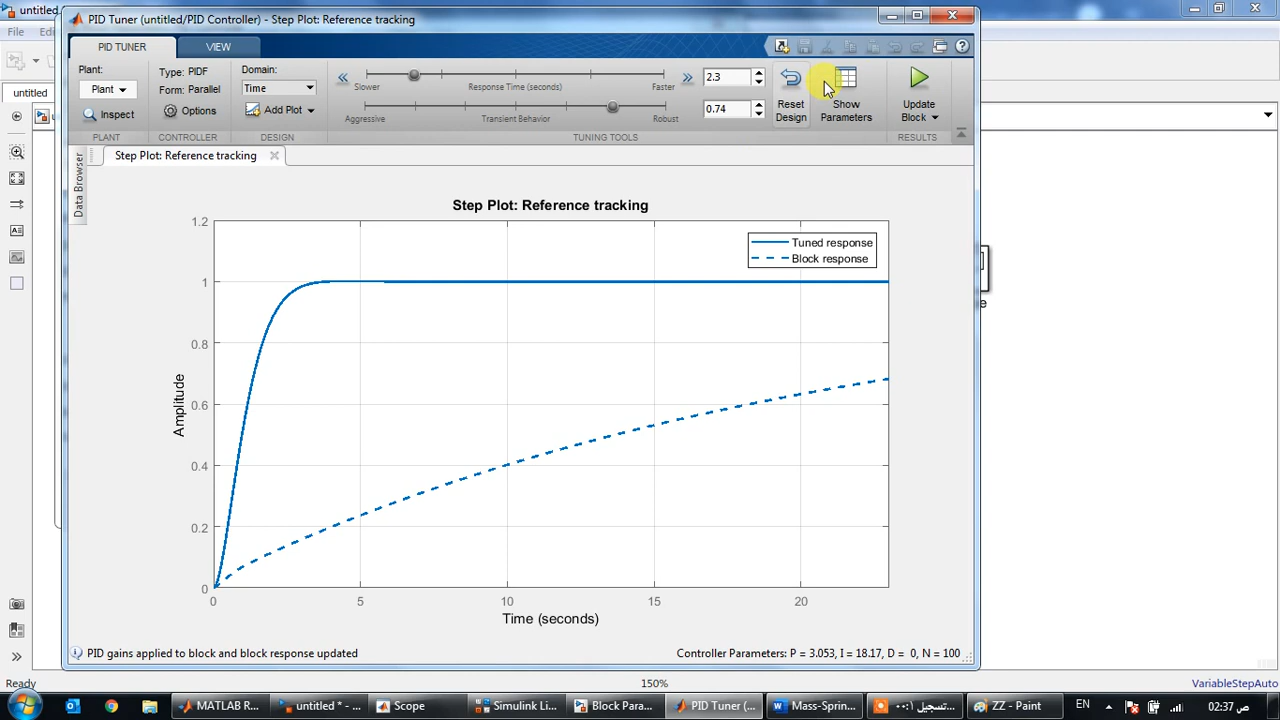 untitled
PID Tuner (untitled/PID Controller) - Step Plot: Reference tracking
File
PID TUNER
VIEW
Plant:
Plant
Inspect
PLANT
Type: PIDF
Form: Parallel
Options
CONTROLLER
Domain:
Time
Add Plot
DESIGN
Slower
Response Time (seconds)
Faster
2.3
Aggressive
Transient Behavior
Robust
0.74
TUNING TOOLS
Reset
Design
Show
Parameters
Update
Block
RESULTS
untitled
Step Plot: Reference tracking
Data Browser
Step Plot: Reference tracking
Tuned response
Block response
1.2
1
0.8
0.6
0.4
0.2
0
Amplitude
0
5
10
15
20
Time (seconds)
PID gains applied to block and block response updated
Controller Parameters: P = 3.053, I = 18.17, D = 0, N = 100
Ready
150%
VariableStepAuto
MATLAB R...
untitled * - ...
Scope
Simulink Li...
Block Para...
PID Tuner (...
Mass-Sprin...
ZZ - Paint
EN
02:37 ص